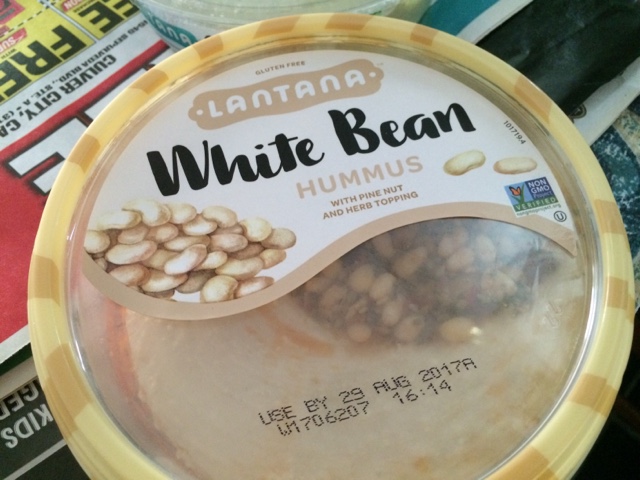 GLUTEN FREE
LANTANA
White Bean
HUMMUS
WITH PINE NUT
AND HERB TOPPING
1017194
NON
GMO
VERIFIED
USE BY 29 AUG 2017A
W1706207 16:14
FREE
CULVER CITY, CA
KIDS